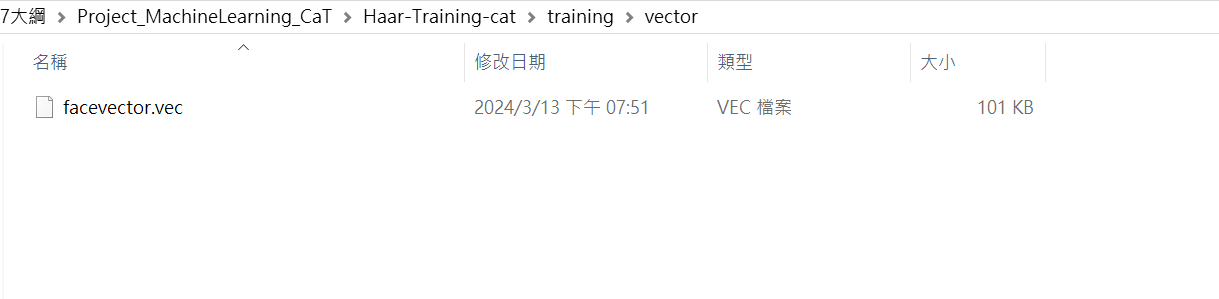 7大綱 > Project_MachineLearning_CaT > Haar-Training-cat > training > vector
名稱 修改日期 類型 大小
facevector.vec 2024/3/13 下午 07:51 VEC 檔案 101 KB